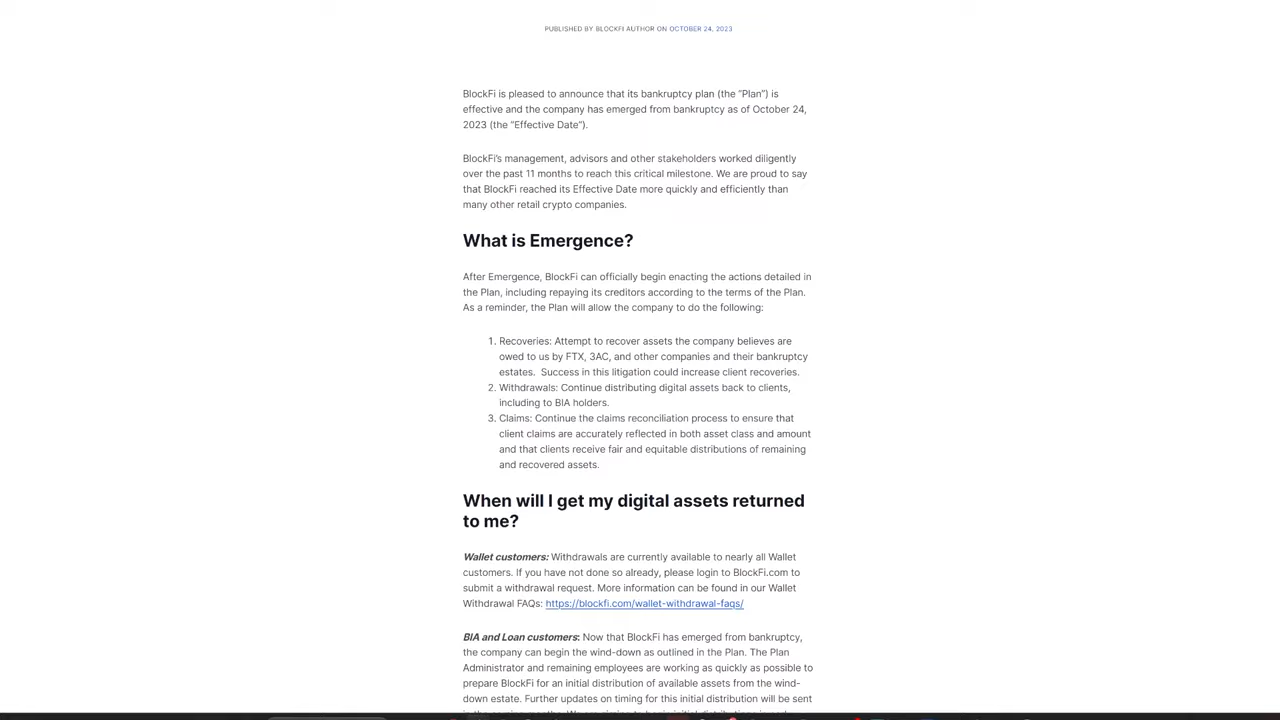 PUBLISHED BY BLOCKFI AUTHOR ON OCTOBER 24, 2023
BlockFi is pleased to announce that its bankruptcy plan (the “Plan”) is
effective and the company has emerged from bankruptcy as of October 24,
2023 (the “Effective Date”).
BlockFi’s management, advisors and other stakeholders worked diligently
over the past 11 months to reach this critical milestone. We are proud to say
that BlockFi reached its Effective Date more quickly and efficiently than
many other retail crypto companies.
What is Emergence?
After Emergence, BlockFi can officially begin enacting the actions detailed in
the Plan, including repaying its creditors according to the terms of the Plan.
As a reminder, the Plan will allow the company to do the following:
1. Recoveries: Attempt to recover assets the company believes are
owed to us by FTX, 3AC, and other companies and their bankruptcy
estates.  Success in this litigation could increase client recoveries.
2. Withdrawals: Continue distributing digital assets back to clients,
including to BIA holders.
3. Claims: Continue the claims reconciliation process to ensure that
client claims are accurately reflected in both asset class and amount
and that clients receive fair and equitable distributions of remaining
and recovered assets.
When will I get my digital assets returned
to me?
Wallet customers: Withdrawals are currently available to nearly all Wallet
customers. If you have not done so already, please login to BlockFi.com to
submit a withdrawal request. More information can be found in our Wallet
Withdrawal FAQs: https://blockfi.com/wallet-withdrawal-faqs/
BIA and Loan customers: Now that BlockFi has emerged from bankruptcy,
the company can begin the wind-down as outlined in the Plan. The Plan
Administrator and remaining employees are working as quickly as possible to
prepare BlockFi for an initial distribution of available assets from the wind-
down estate. Further updates on timing for this initial distribution will be sent